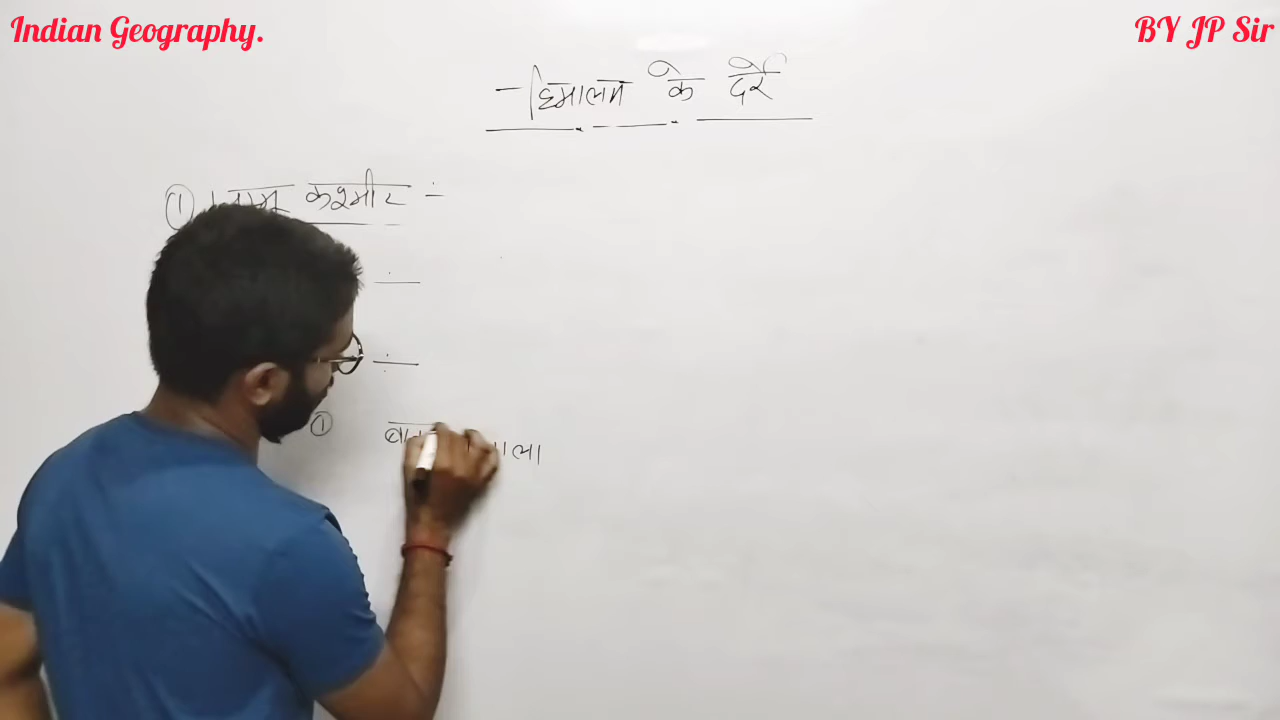 Indian Geography.
BY JP Sir
- हिमालय के दर्रे
① जम्मू कश्मीर :-
①